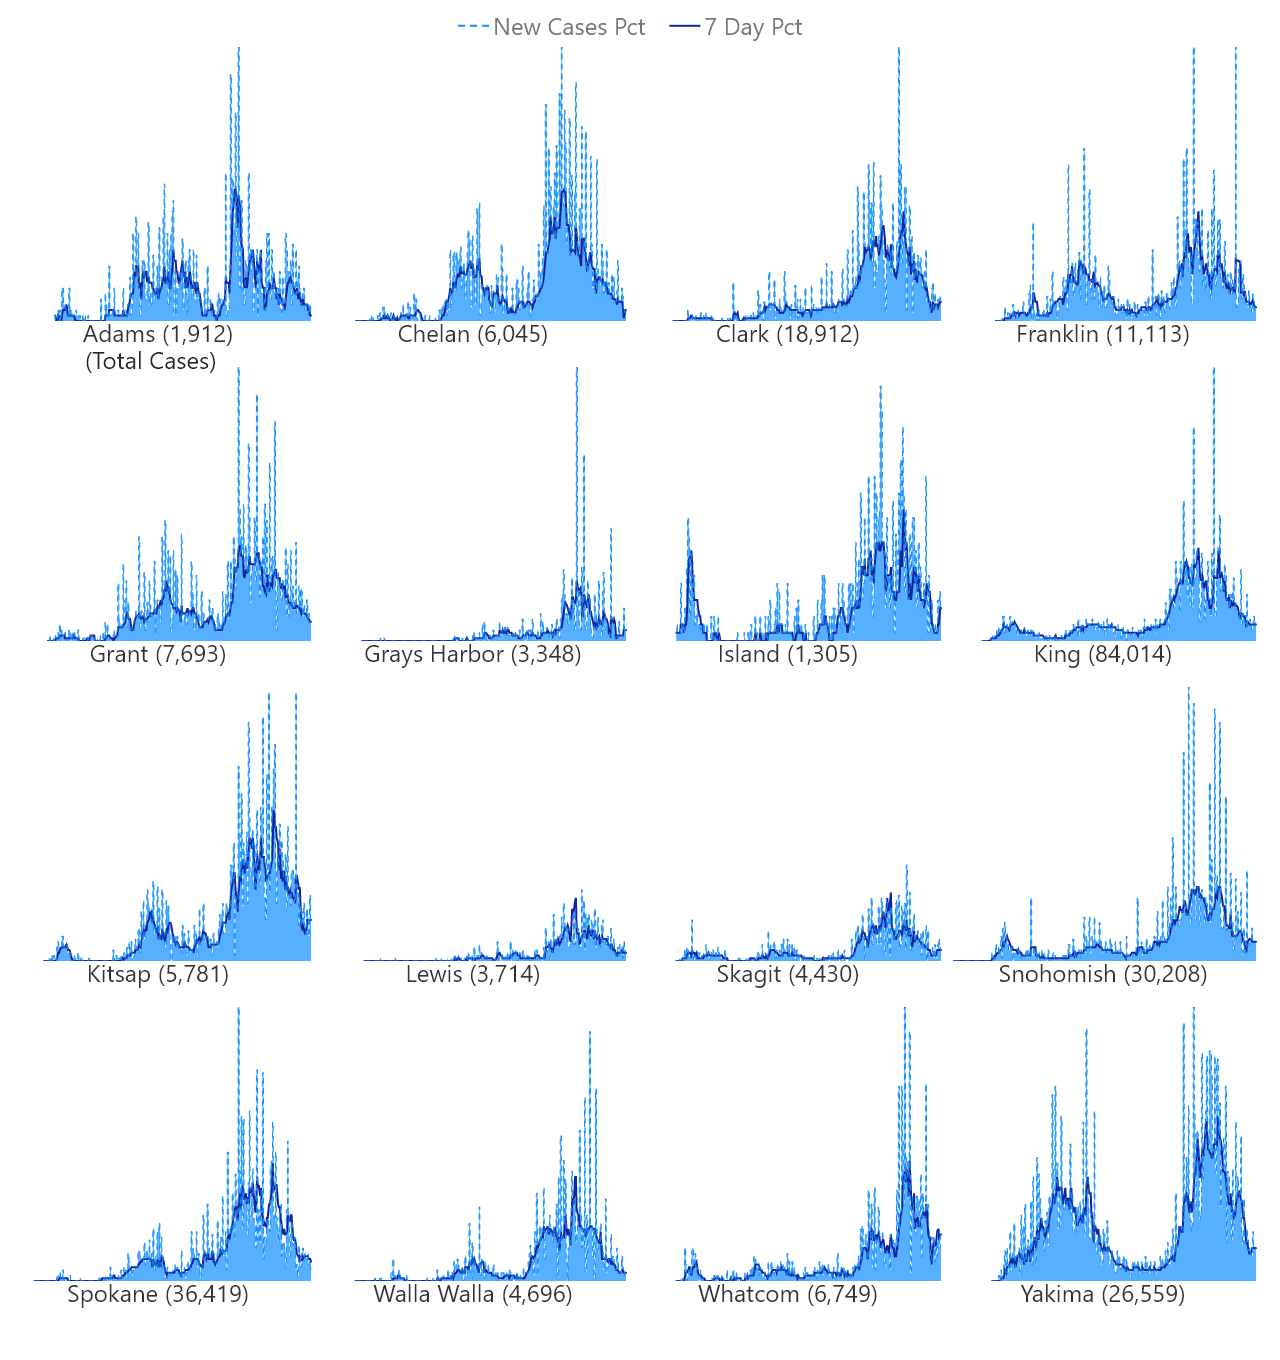 New Cases Pct 7 Day Pct
Adams (1,912) Chelan (6,045) Clark (18,912) Franklin (11,113)
(Total Cases)
Grant (7,693) Grays Harbor (3,348) Island (1,305) King (84,014)
Kitsap (5,781) Lewis (3,714) Skagit (4,430) Snohomish (30,208)
Spokane (36,419) Walla Walla (4,696) Whatcom (6,749) Yakima (26,559)